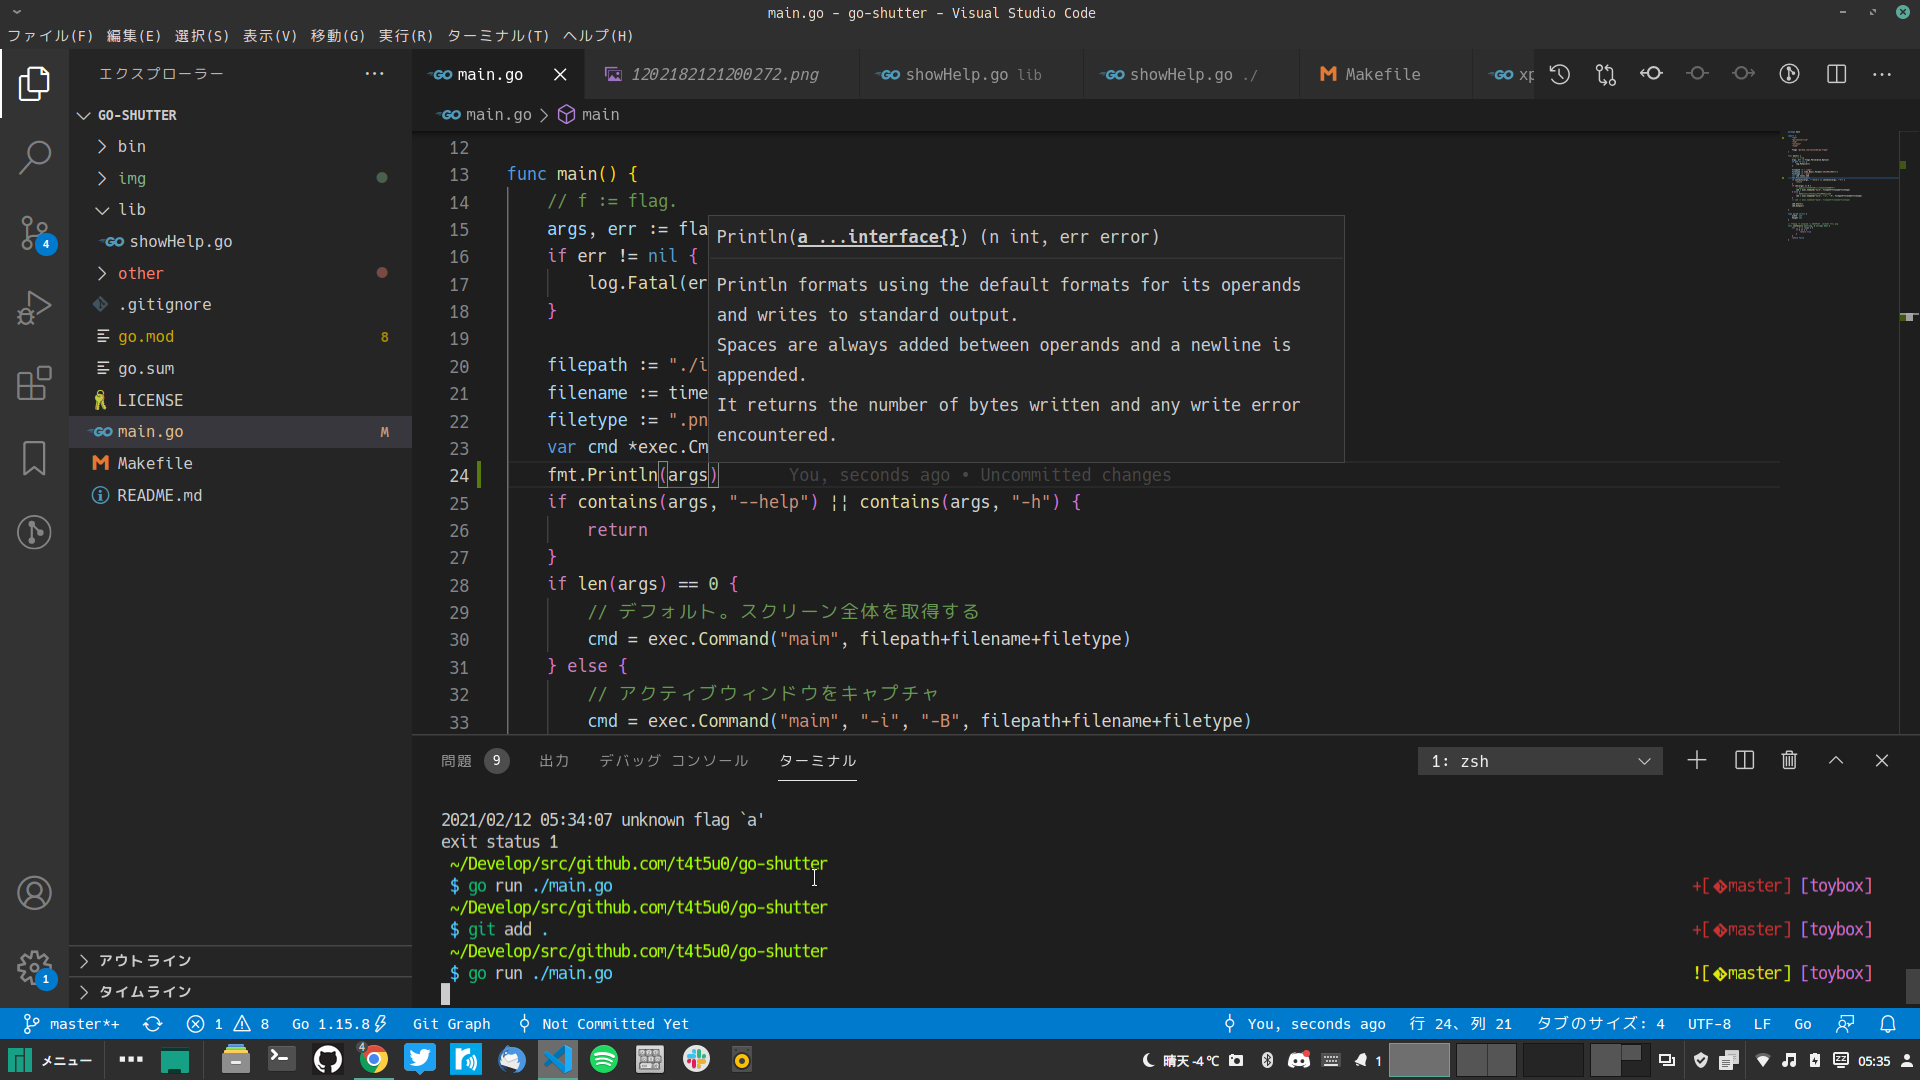 main.go - go-shutter - Visual Studio Code
ファイル(F) 編集(E) 選択(S) 表示(V) 移動(G) 実行(R) ターミナル(T) ヘルプ(H)
エクスプローラー
main.go
1202182121200272.png
showHelp.go lib
showHelp.go ./
Makefile
xp
main.go > main
GO-SHUTTER
bin
img
lib
showHelp.go
other
.gitignore
go.mod 8
go.sum
LICENSE
main.go M
Makefile
README.md
アウトライン
タイムライン
4
1
12
13 func main() {
14 // f := flag.
15 args, err := fla
16 if err != nil {
17 log.Fatal(er
18 }
19
20 filepath := "./i
21 filename := time
22 filetype := ".pn
23 var cmd *exec.Cm
24 fmt.Println(args) You, seconds ago • Uncommitted changes
25 if contains(args, "--help") || contains(args, "-h") {
26 return
27 }
28 if len(args) == 0 {
29 // デフォルト。スクリーン全体を取得する
30 cmd = exec.Command("maim", filepath+filename+filetype)
31 } else {
32 // アクティブウィンドウをキャプチャ
33 cmd = exec.Command("maim", "-i", "-B", filepath+filename+filetype)
Println(a ...interface{}) (n int, err error)
Println formats using the default formats for its operands
and writes to standard output.
Spaces are always added between operands and a newline is
appended.
It returns the number of bytes written and any write error
encountered.
問題 9 出力 デバッグ コンソール ターミナル 1: zsh
2021/02/12 05:34:07 unknown flag `a'
exit status 1
~/Develop/src/github.com/t4t5u0/go-shutter
$ go run ./main.go +[master] [toybox]
~/Develop/src/github.com/t4t5u0/go-shutter
$ git add . +[master] [toybox]
~/Develop/src/github.com/t4t5u0/go-shutter
$ go run ./main.go ![master] [toybox]
master*+ 1 8 Go 1.15.8 Git Graph Not Committed Yet You, seconds ago 行 24、列 21 タブのサイズ: 4 UTF-8 LF Go
メニュー 4 晴天 -4℃ 1 05:35